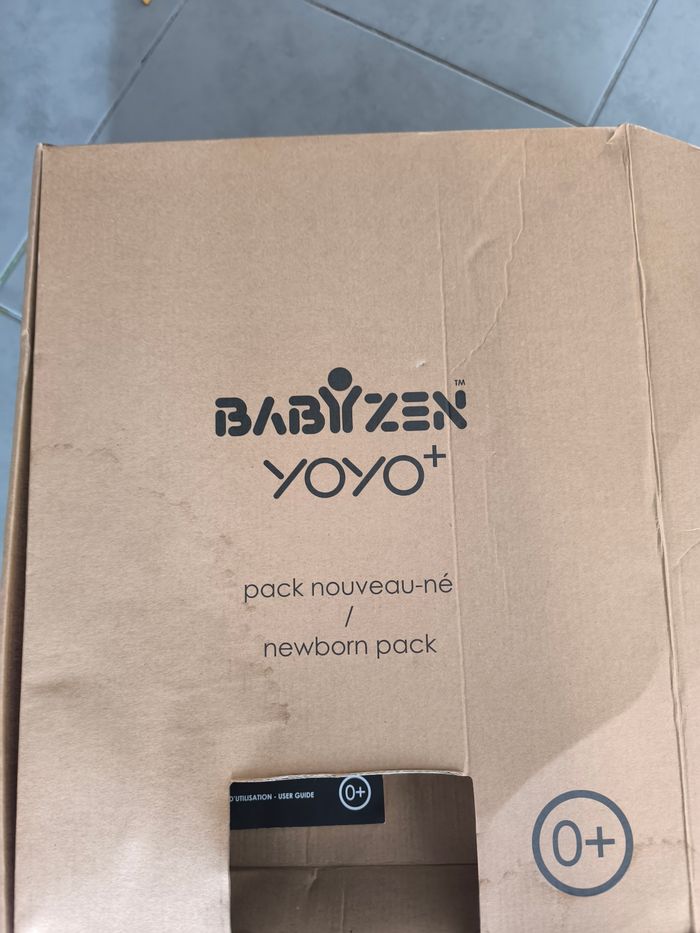 BABYZEN™
YOYO+
pack nouveau-né
/
newborn pack
D'UTILISATION - USER GUIDE
0+
0+